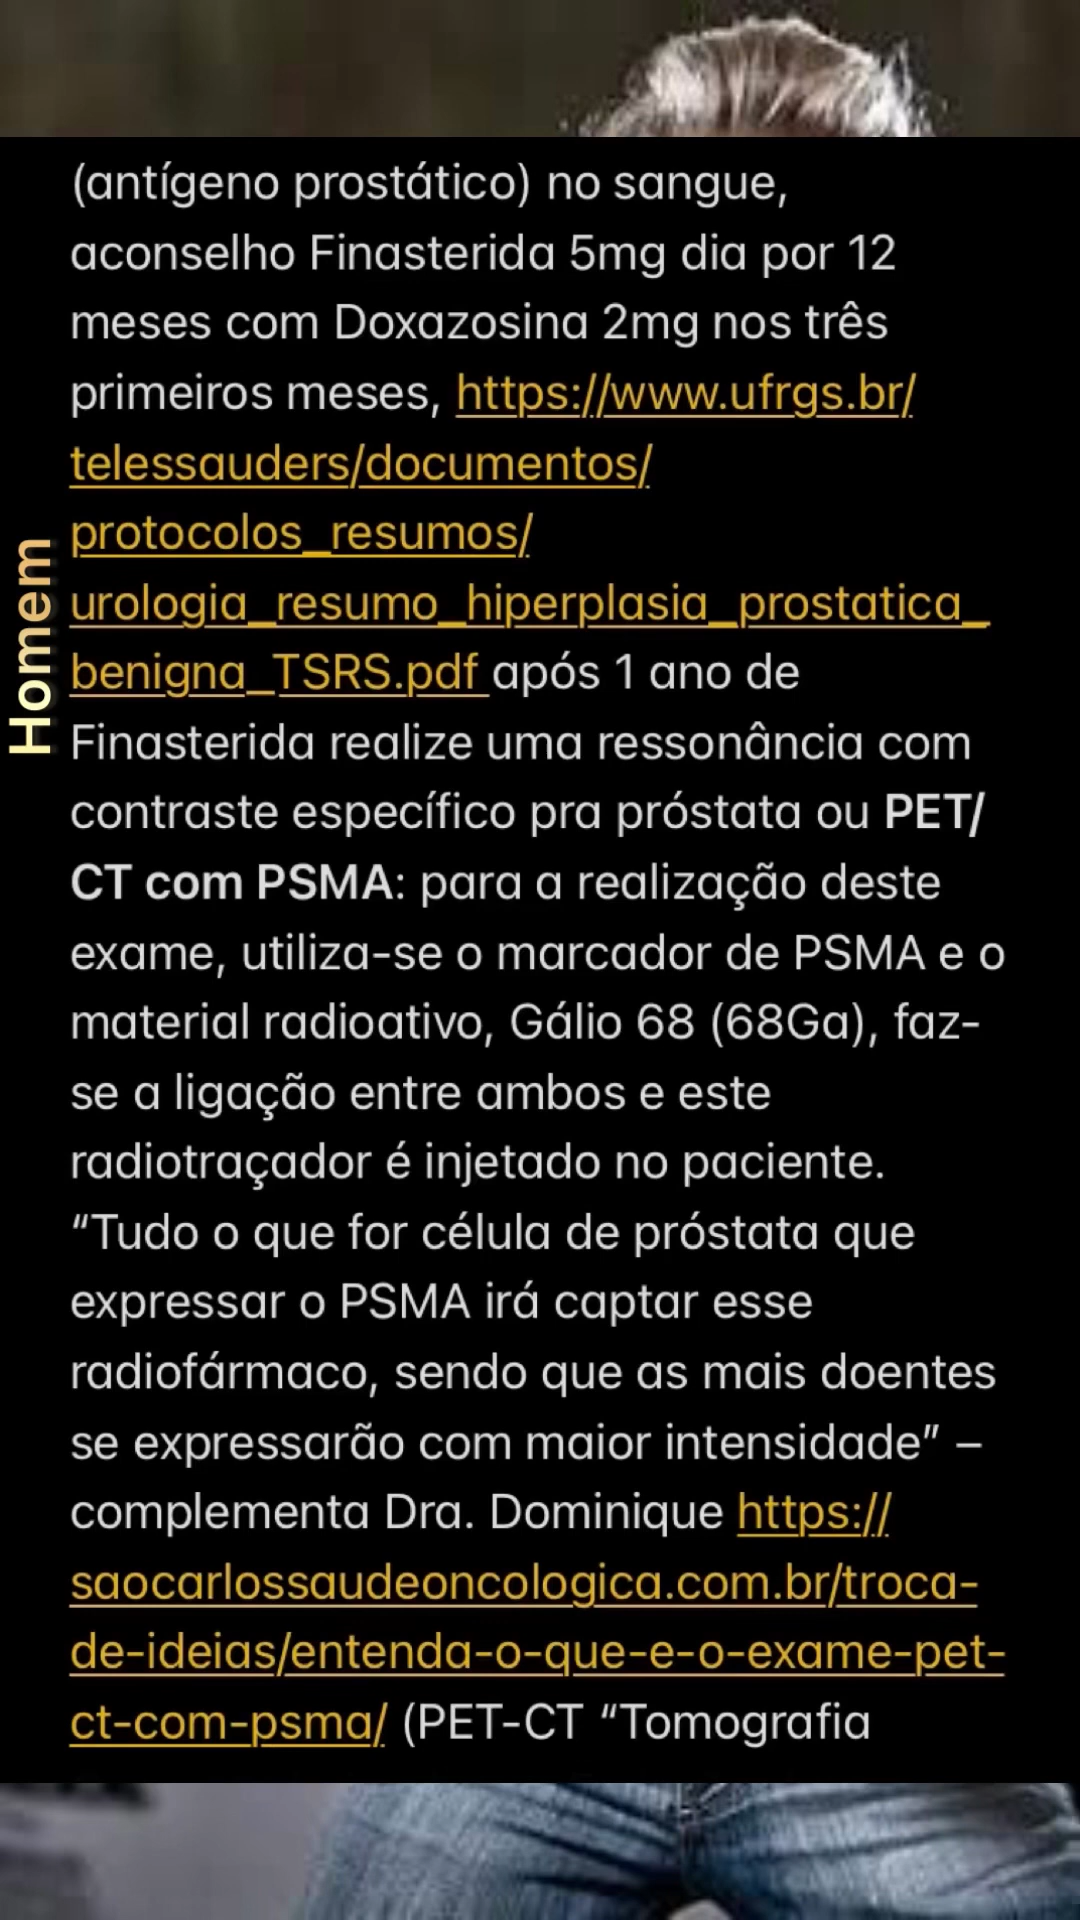 (antígeno prostático) no sangue,
aconselho Finasterida 5mg dia por 12
meses com Doxazosina 2mg nos três
primeiros meses, https://www.ufrgs.br/
telessauders/documentos/
protocolos_resumos/
urologia_resumo_hiperplasia_prostatica_
benigna_TSRS.pdf após 1 ano de
Finasterida realize uma ressonância com
contraste específico pra próstata ou PET/
CT com PSMA: para a realização deste
exame, utiliza-se o marcador de PSMA e o
material radioativo, Gálio 68 (68Ga), faz-
se a ligação entre ambos e este
radiotraçador é injetado no paciente.
“Tudo o que for célula de próstata que
expressar o PSMA irá captar esse
radiofármaco, sendo que as mais doentes
se expressarão com maior intensidade” –
complementa Dra. Dominique https://
saocarlossaudeoncologica.com.br/troca-
de-ideias/entenda-o-que-e-o-exame-pet-
ct-com-psma/ (PET-CT “Tomografia
Homem